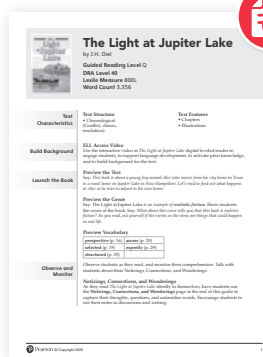 The Light at Jupiter Lake
by J.H. Diel
Guided Reading Level Q
DRA Level 40
Lexile Measure 800L
Word Count 3,356
Text Characteristics
Text Structure
• Chronological
(Conflict, climax,
resolution)
Text Features
• Chapters
• Illustrations
Build Background
ELL Access Video
Use the interactive video in The Light at Jupiter Lake digital leveled reader to
engage students, to support language development, to activate prior knowledge,
and to build background for the text.
Launch the Book
Preview the Text
Say: This book is about a young boy named Alec who moves from his city home in Texas
to a rural home on Jupiter Lake in New Hampshire. Let's read to find out what happens
to Alec as he tries to adjust to his new home.
Preview the Genre
Say: The Light at Jupiter Lake is an example of realistic fiction. Show students
the cover of the book. Say: What about this cover tells you that this book is realistic
fiction? As you read, ask yourself if the events in the story are things that could happen
in real life.
Preview Vocabulary
perspective (p. 16) assess (p. 28)
selected (p. 19) expertly (p. 29)
structured (p. 25)
Observe and Monitor
Observe students as they read, and monitor their comprehension. Talk with
students about their Noticings, Connections, and Wonderings.
Noticings, Connections, and Wonderings
As they read The Light at Jupiter Lake silently to themselves, have students use
the Noticings, Connections, and Wonderings page at the end of this guide to
capture their thoughts, questions, and unfamiliar words. Encourage students to
use their notes in discussions and writing.
Pearson © Copyright 2020
1